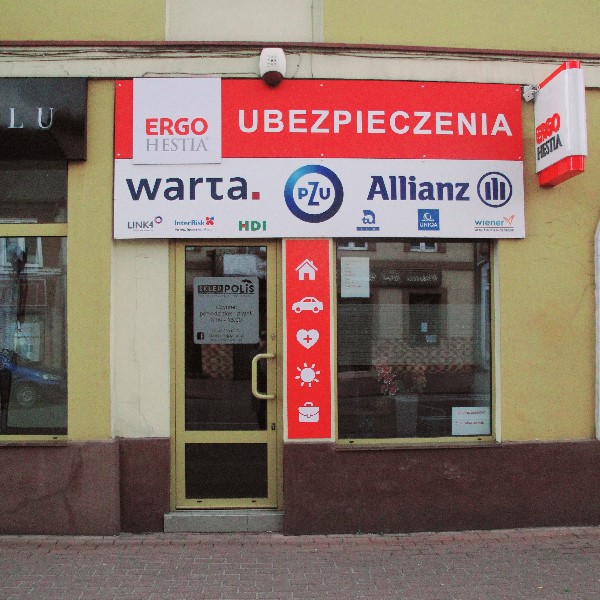 LU
ERGO
HESTIA
UBEZPIECZENIA
ERGO
HESTIA
warta.
PZU
Allianz
LINK4
InterRisk
HDI
UNIQA
wiener
SKLEP POLIS